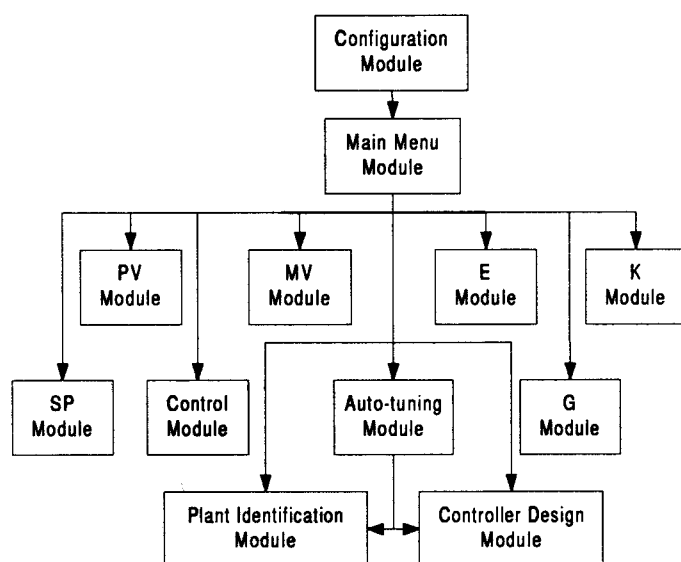 Configuration
Module
Main Menu
Module
PV
Module
MV
Module
E
Module
K
Module
SP
Module
Control
Module
Auto-tuning
Module
G
Module
Plant Identification
Module
Controller Design
Module